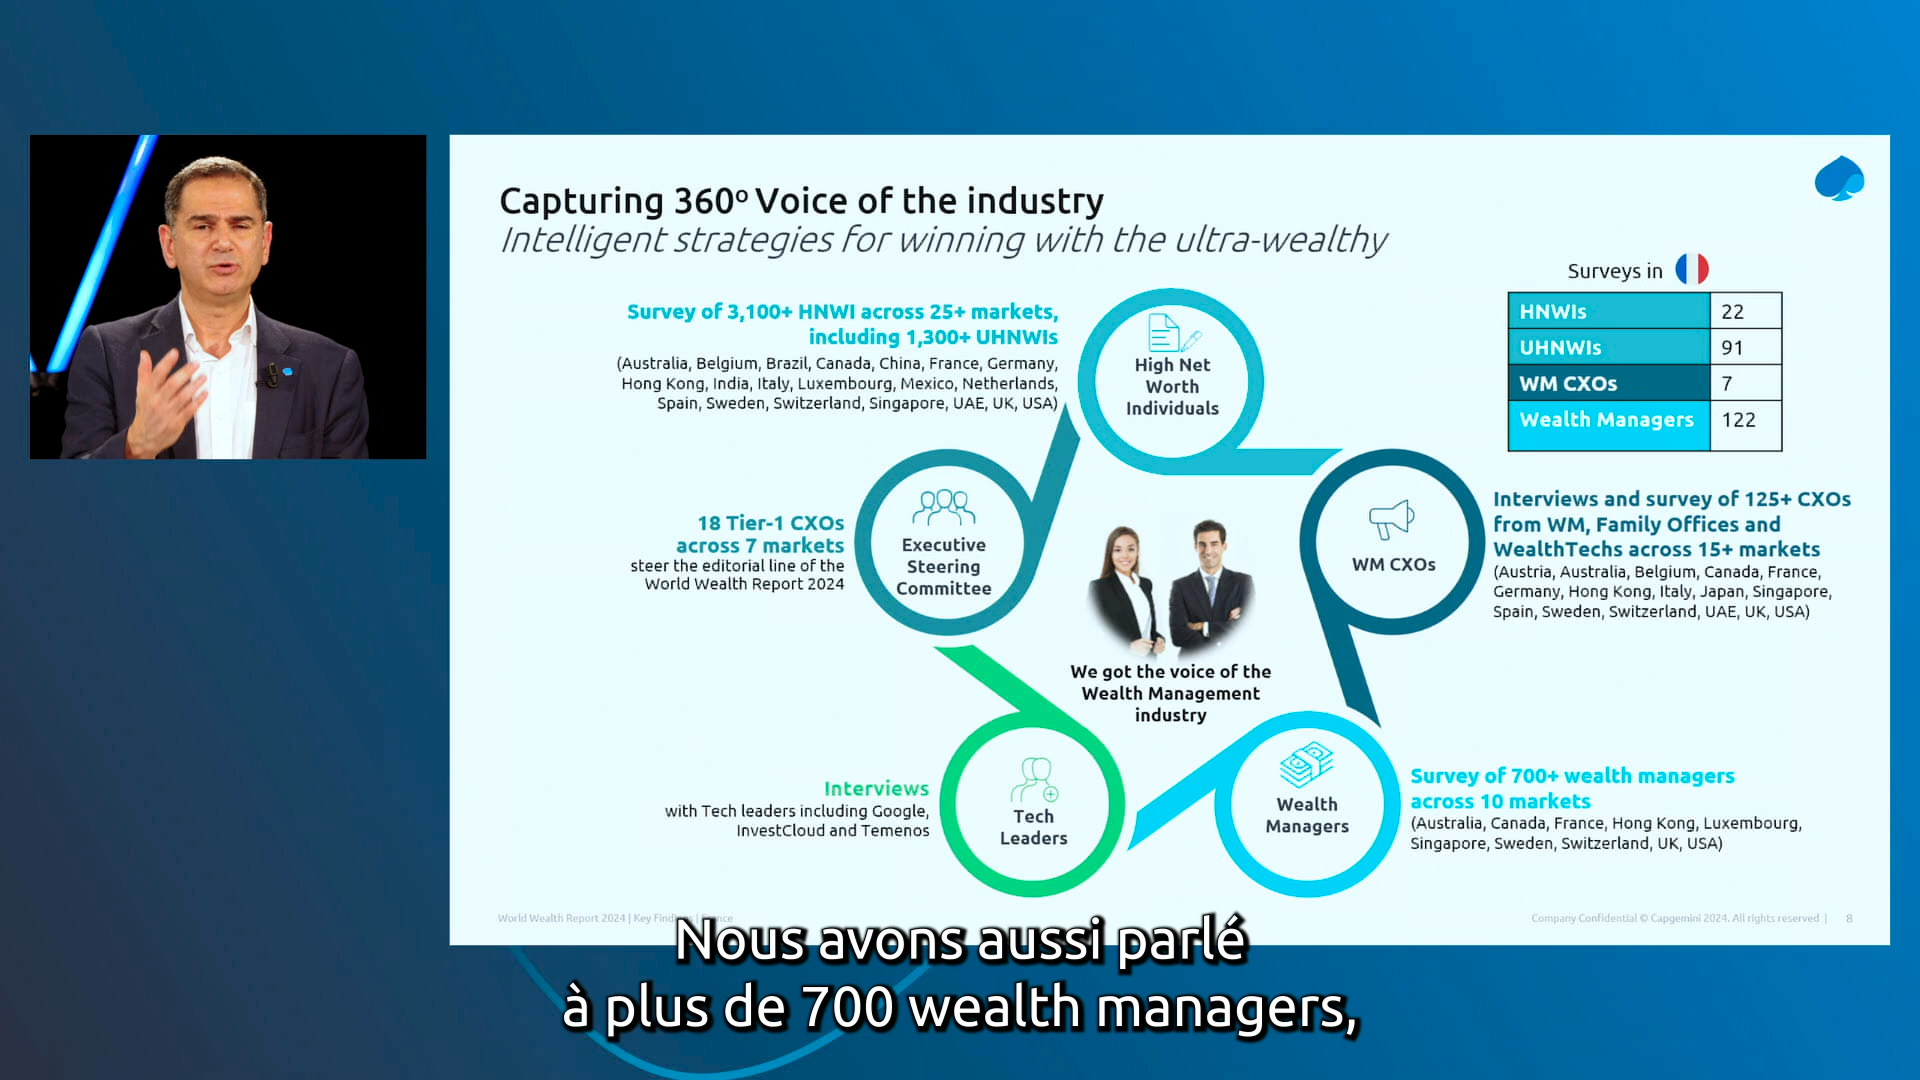 Capturing 360º Voice of the industry
Intelligent strategies for winning with the ultra-wealthy
Surveys in
HNWIs 22
UHNWIs 91
WM CXOs 7
Wealth Managers 122
Survey of 3,100+ HNWI across 25+ markets,
including 1,300+ UHNWIs
(Australia, Belgium, Brazil, Canada, China, France, Germany,
Hong Kong, India, Italy, Luxembourg, Mexico, Netherlands,
Spain, Sweden, Switzerland, Singapore, UAE, UK, USA)
High Net
Worth
Individuals
18 Tier-1 CXOs
across 7 markets
steer the editorial line of the
World Wealth Report 2024
Executive
Steering
Committee
WM CXOs
Interviews and survey of 125+ CXOs
from WM, Family Offices and
WealthTechs across 15+ markets
(Austria, Australia, Belgium, Canada, France,
Germany, Hong Kong, Italy, Japan, Singapore,
Spain, Sweden, Switzerland, UAE, UK, USA)
We got the voice of the
Wealth Management
industry
Interviews
with Tech leaders including Google,
InvestCloud and Temenos
Tech
Leaders
Wealth
Managers
Survey of 700+ wealth managers
across 10 markets
(Australia, Canada, France, Hong Kong, Luxembourg,
Singapore, Sweden, Switzerland, UK, USA)
World Wealth Report 2024 | Key Findings | France
Company Confidential © Capgemini 2024. All rights reserved | 8
Nous avons aussi parlé
à plus de 700 wealth managers,